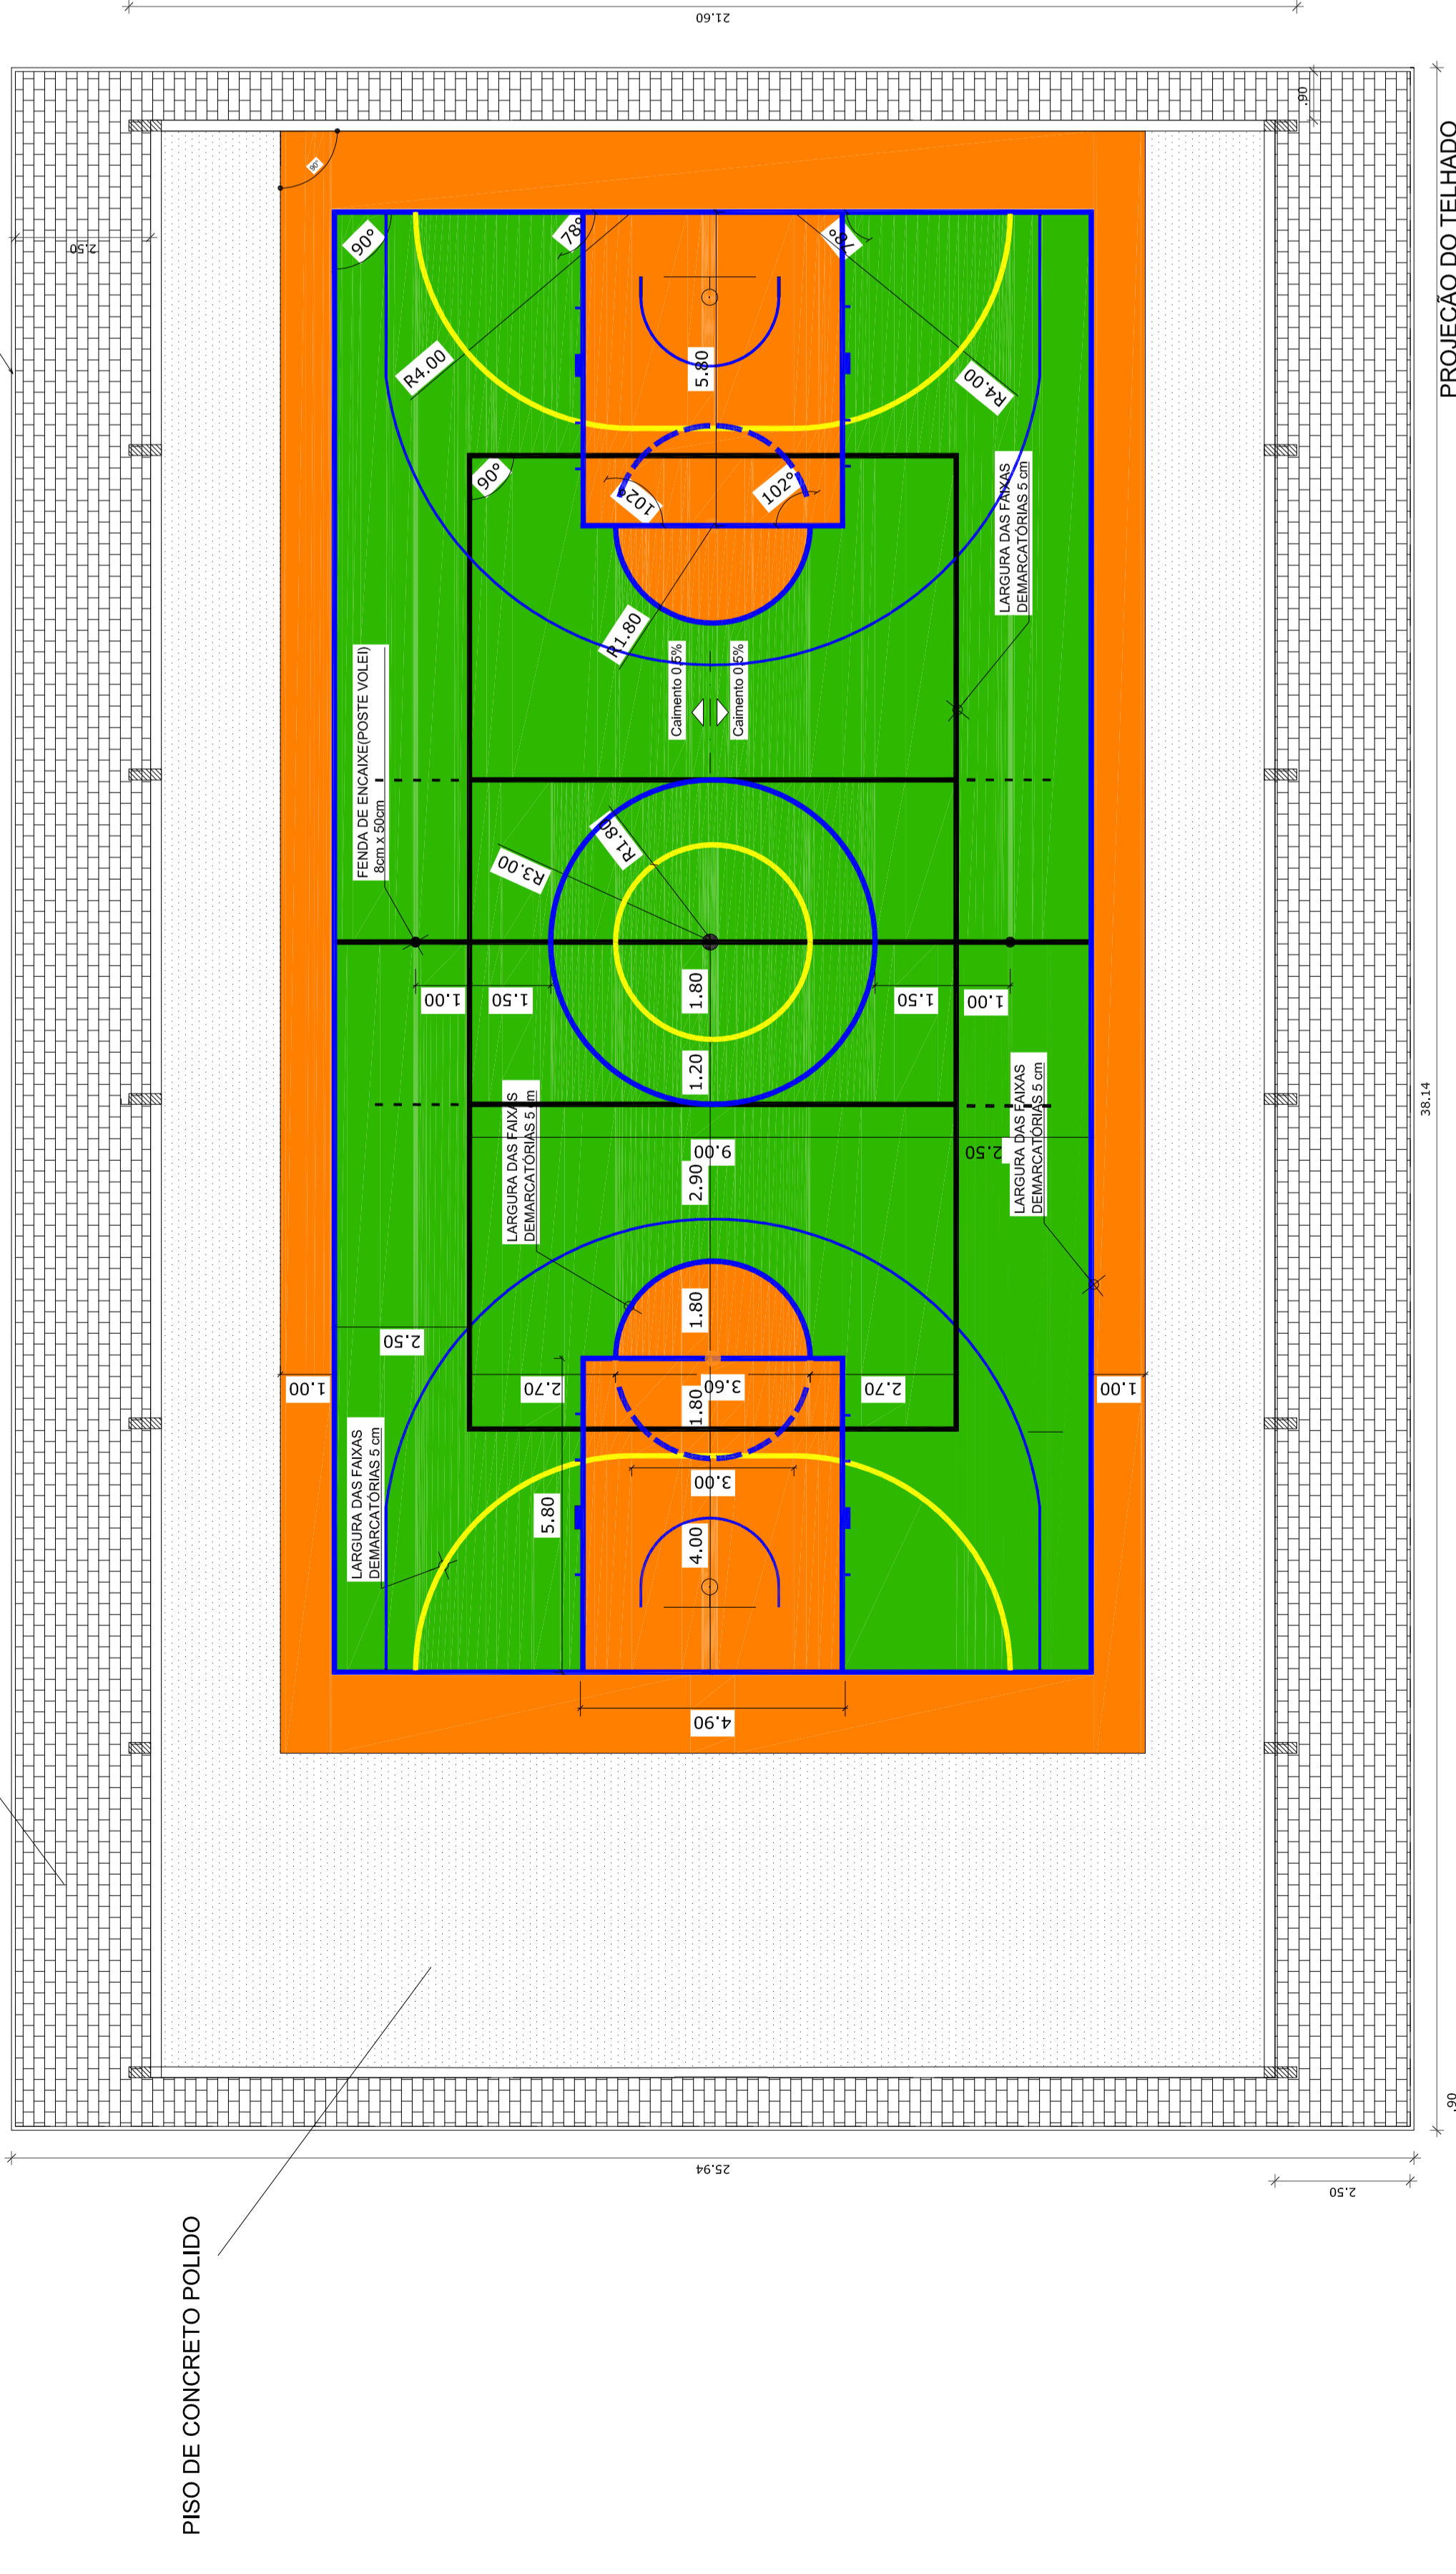 21.60
.90
PROJEÇÃO DO TELHADO
90°
2.50
90°
78°
78°
R4.00
R4.00
5.80
90°
102°
102°
LARGURA DAS FAIXAS
DEMARCATÓRIAS 5 cm
R1.80
Caimento 0,5%
Caimento 0,5%
FENDA DE ENCAIXE(POSTE VOLEI)
8cm x 50cm
R1.80
R3.00
1.00
1.50
1.80
1.50
1.00
1.20
LARGURA DAS FAIXAS
DEMARCATÓRIAS 5 cm
LARGURA DAS FAIXAS
DEMARCATÓRIAS 5 cm
38.14
9.00
2.50
2.90
1.80
2.50
1.00
2.70
3.60
1.80
2.70
1.00
LARGURA DAS FAIXAS
DEMARCATÓRIAS 5 cm
3.00
5.80
4.00
4.90
.90
25.94
2.50
PISO DE CONCRETO POLIDO